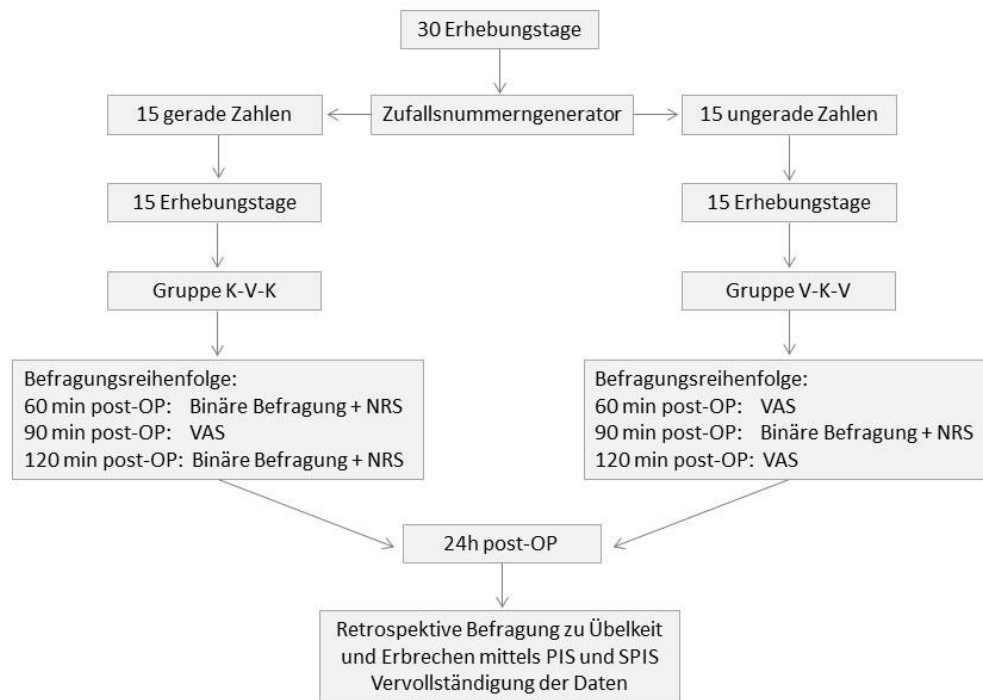 30 Erhebungstage
15 gerade Zahlen
Zufallsnummerngenerator
15 ungerade Zahlen
15 Erhebungstage
15 Erhebungstage
Gruppe K-V-K
Gruppe V-K-V
Befragungsreihenfolge:
60 min post-OP: Binäre Befragung + NRS
90 min post-OP: VAS
120 min post-OP: Binäre Befragung + NRS
Befragungsreihenfolge:
60 min post-OP: VAS
90 min post-OP: Binäre Befragung + NRS
120 min post-OP: VAS
24h post-OP
Retrospektive Befragung zu Übelkeit
und Erbrechen mittels PIS und SPIS
Vervollständigung der Daten